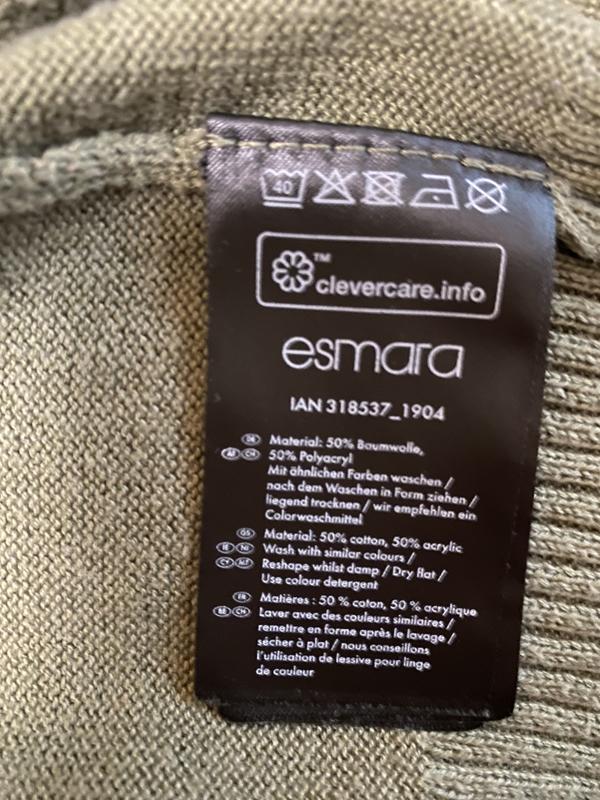 40
™
clevercare.info
esmara
IAN 318537_1904
DE Material: 50% Baumwolle,
AT CH 50% Polyacryl
Mit ähnlichen Farben waschen /
nach dem Waschen in Form ziehen /
liegend trocknen / wir empfehlen ein
Colorwaschmittel
Material: 50% cotton, 50% acrylic
IE NI Wash with similar colours /
CY Reshape whilst damp / Dry flat /
Use colour detergent
FR Matières : 50 % coton, 50 % acrylique
BE CH Laver avec des couleurs similaires /
remettre en forme après le lavage /
sécher à plat / nous conseillons
l'utilisation de lessive pour linge
de couleur